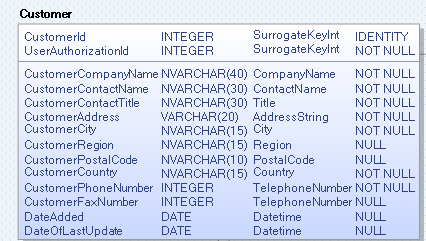 Customer
CustomerId INTEGER SurrogateKeyInt IDENTITY
UserAuthorizationId INTEGER SurrogateKeyInt NOT NULL
CustomerCompanyName NVARCHAR(40) CompanyName NOT NULL
CustomerContactName NVARCHAR(30) ContactName NOT NULL
CustomerContactTitle NVARCHAR(30) Title NOT NULL
CustomerAddress VARCHAR(20) AddressString NOT NULL
CustomerCity NVARCHAR(15) City NOT NULL
CustomerRegion NVARCHAR(15) Region NULL
CustomerPostalCode NVARCHAR(10) PostalCode NULL
CustomerCountry NVARCHAR(15) Country NOT NULL
CustomerPhoneNumber INTEGER TelephoneNumber NOT NULL
CustomerFaxNumber INTEGER TelephoneNumber NULL
DateAdded DATE Datetime NULL
DateOfLastUpdate DATE Datetime NULL